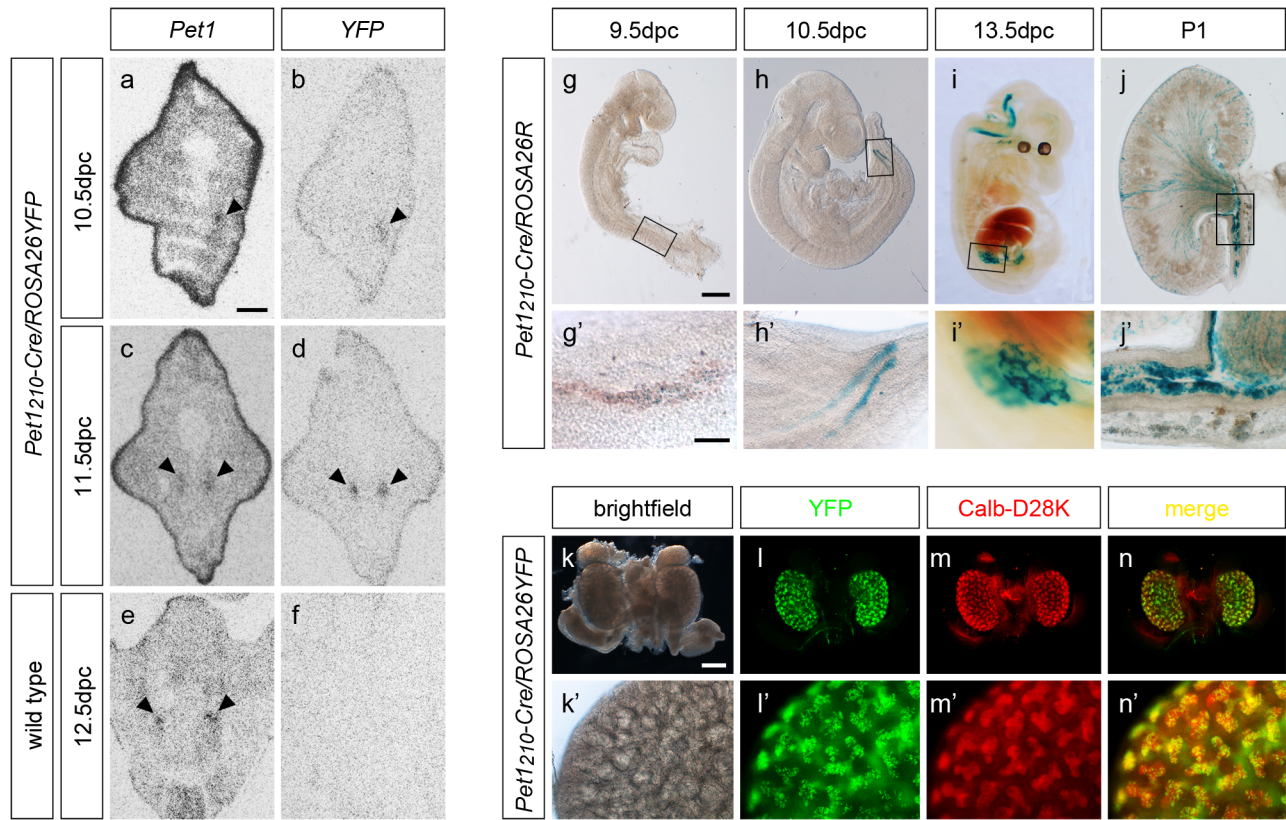 Pet1 YFP
Pet1210-Cre/ROSA26YFP
10.5dpc
a b
11.5dpc
c d
wild type
12.5dpc
e f
9.5dpc 10.5dpc 13.5dpc P1
Pet1210-Cre/ROSA26R
g h i j
g’ h’ i’ j’
brightfield YFP Calb-D28K merge
Pet1210-Cre/ROSA26YFP
k l m n
k’ l’ m’ n’